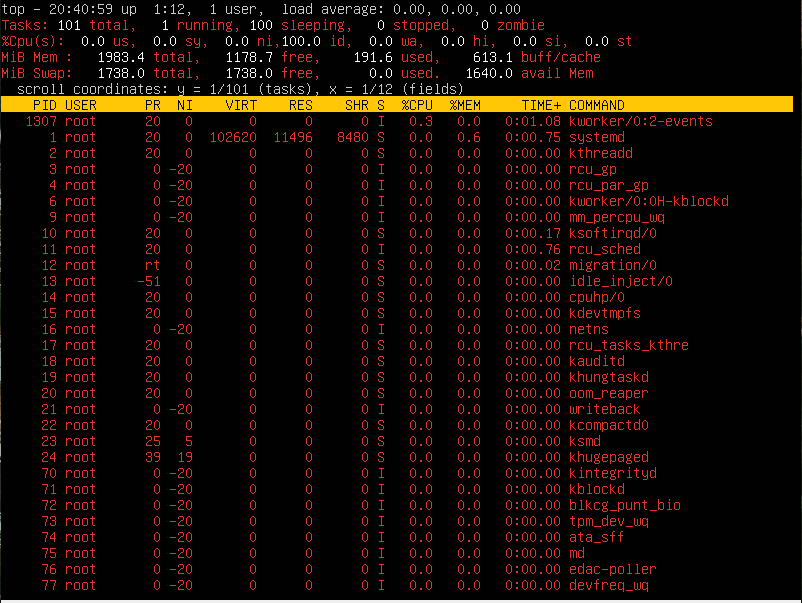 top - 20:40:59 up  1:12,  1 user,  load average: 0.00, 0.00, 0.00
Tasks: 101 total,   1 running, 100 sleeping,   0 stopped,   0 zombie
%Cpu(s):  0.0 us,  0.0 sy,  0.0 ni,100.0 id,  0.0 wa,  0.0 hi,  0.0 si,  0.0 st
MiB Mem :   1983.4 total,   1178.7 free,    191.6 used,    613.1 buff/cache
MiB Swap:   1738.0 total,   1738.0 free,      0.0 used.   1640.0 avail Mem
  scroll coordinates: y = 1/101 (tasks), x = 1/12 (fields)
    PID USER      PR  NI    VIRT    RES    SHR S  %CPU  %MEM     TIME+ COMMAND
   1307 root      20   0       0      0      0 I   0.3   0.0   0:01.08 kworker/0:2-events
      1 root      20   0  102620  11496   8480 S   0.0   0.6   0:00.75 systemd
      2 root      20   0       0      0      0 S   0.0   0.0   0:00.00 kthreadd
      3 root       0 -20       0      0      0 I   0.0   0.0   0:00.00 rcu_gp
      4 root       0 -20       0      0      0 I   0.0   0.0   0:00.00 rcu_par_gp
      6 root       0 -20       0      0      0 I   0.0   0.0   0:00.00 kworker/0:0H-kblockd
      9 root       0 -20       0      0      0 I   0.0   0.0   0:00.00 mm_percpu_wq
     10 root      20   0       0      0      0 S   0.0   0.0   0:00.17 ksoftirqd/0
     11 root      20   0       0      0      0 I   0.0   0.0   0:00.76 rcu_sched
     12 root      rt   0       0      0      0 S   0.0   0.0   0:00.02 migration/0
     13 root     -51   0       0      0      0 S   0.0   0.0   0:00.00 idle_inject/0
     14 root      20   0       0      0      0 S   0.0   0.0   0:00.00 cpuhp/0
     15 root      20   0       0      0      0 S   0.0   0.0   0:00.00 kdevtmpfs
     16 root       0 -20       0      0      0 I   0.0   0.0   0:00.00 netns
     17 root      20   0       0      0      0 S   0.0   0.0   0:00.00 rcu_tasks_kthre
     18 root      20   0       0      0      0 S   0.0   0.0   0:00.00 kauditd
     19 root      20   0       0      0      0 S   0.0   0.0   0:00.00 khungtaskd
     20 root      20   0       0      0      0 S   0.0   0.0   0:00.00 oom_reaper
     21 root       0 -20       0      0      0 I   0.0   0.0   0:00.00 writeback
     22 root      20   0       0      0      0 S   0.0   0.0   0:00.00 kcompactd0
     23 root      25   5       0      0      0 S   0.0   0.0   0:00.00 ksmd
     24 root      39  19       0      0      0 S   0.0   0.0   0:00.00 khugepaged
     70 root       0 -20       0      0      0 I   0.0   0.0   0:00.00 kintegrityd
     71 root       0 -20       0      0      0 I   0.0   0.0   0:00.00 kblockd
     72 root       0 -20       0      0      0 I   0.0   0.0   0:00.00 blkcg_punt_bio
     73 root       0 -20       0      0      0 I   0.0   0.0   0:00.00 tpm_dev_wq
     74 root       0 -20       0      0      0 I   0.0   0.0   0:00.00 ata_sff
     75 root       0 -20       0      0      0 I   0.0   0.0   0:00.00 md
     76 root       0 -20       0      0      0 I   0.0   0.0   0:00.00 edac-poller
     77 root       0 -20       0      0      0 I   0.0   0.0   0:00.00 devfreq_wq